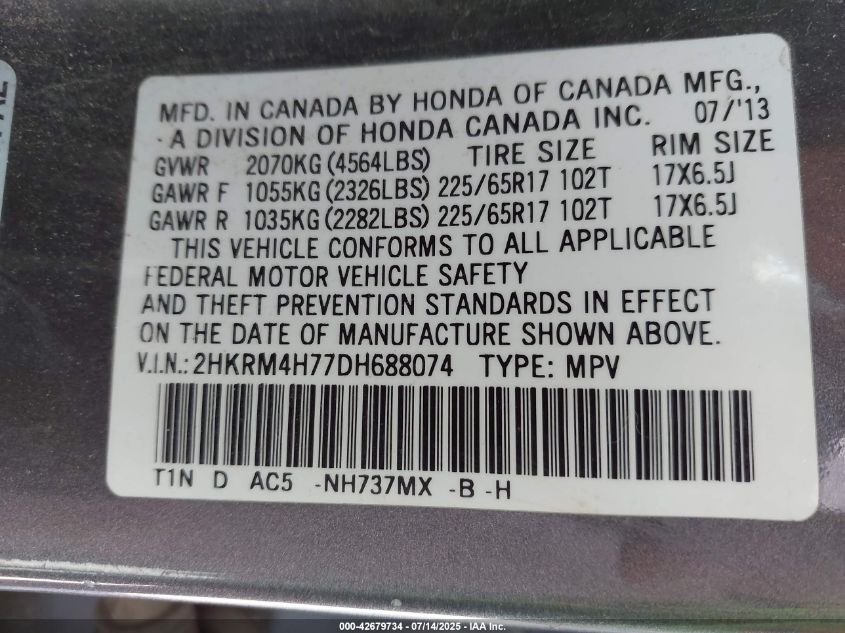 MFD. IN CANADA BY HONDA OF CANADA MFG.,
- A DIVISION OF HONDA CANADA INC. 07/'13
GVWR 2070KG (4564LBS) TIRE SIZE RIM SIZE
GAWR F 1055KG (2326LBS) 225/65R17 102T 17X6.5J
GAWR R 1035KG (2282LBS) 225/65R17 102T 17X6.5J
THIS VEHICLE CONFORMS TO ALL APPLICABLE
FEDERAL MOTOR VEHICLE SAFETY
AND THEFT PREVENTION STANDARDS IN EFFECT
ON THE DATE OF MANUFACTURE SHOWN ABOVE.
V.I.N.: 2HKRM4H77DH688074 TYPE: MPV
T1N D AC5 -NH737MX -B -H
000-42679734 - 07/14/2025 - IAA Inc.